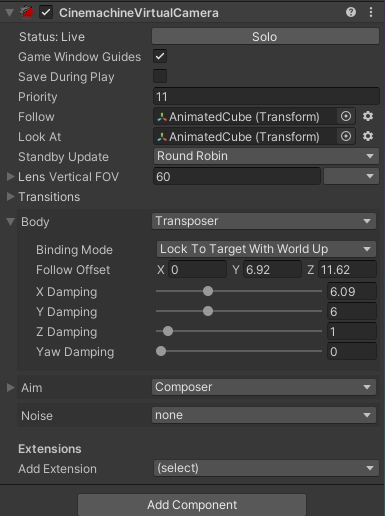 CinemachineVirtualCamera
Status: Live Solo
Game Window Guides
Save During Play
Priority 11
Follow AnimatedCube (Transform)
Look At AnimatedCube (Transform)
Standby Update Round Robin
Lens Vertical FOV 60
Transitions
Body Transposer
Binding Mode Lock To Target With World Up
Follow Offset X 0 Y 6.92 Z 11.62
X Damping 6.09
Y Damping 6
Z Damping 1
Yaw Damping 0
Aim Composer
Noise none
Extensions
Add Extension (select)
Add Component